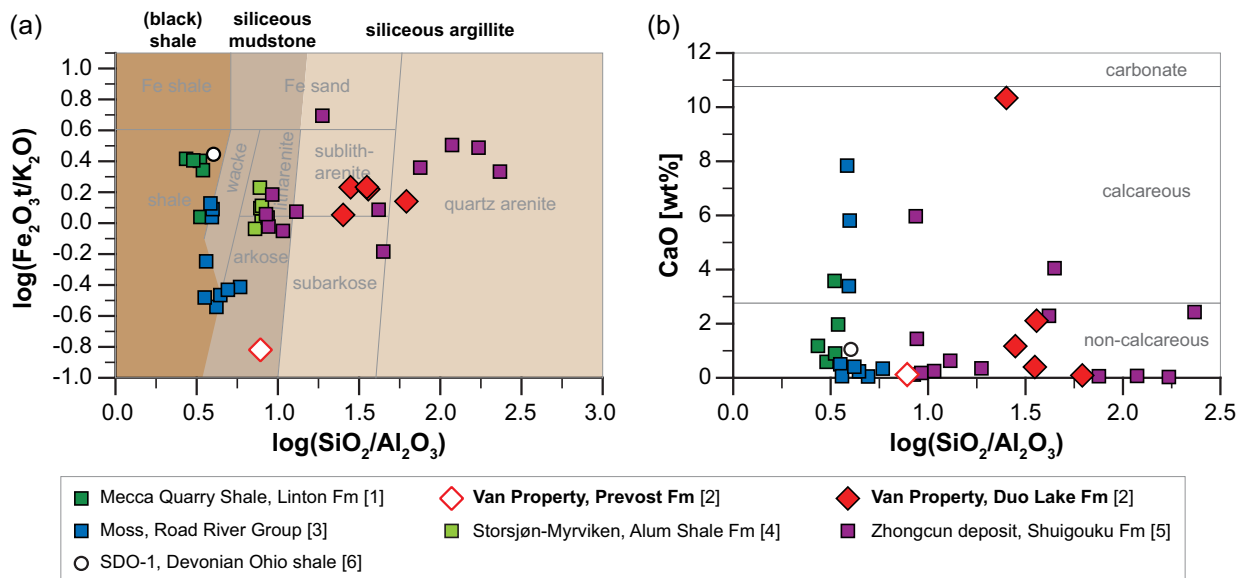 (a)
(black) shale
siliceous mudstone
siliceous argillite
Fe shale
Fe sand
shale
wacke
litharenite
sublith-
arenite
quartz arenite
arkose
subarkose
log(Fe₂O₃t/K₂O)
1.0
0.8
0.6
0.4
0.2
0.0
-0.2
-0.4
-0.6
-0.8
-1.0
0.0 0.5 1.0 1.5 2.0 2.5 3.0
log(SiO₂/Al₂O₃)
(b)
CaO [wt%]
12
10
8
6
4
2
0
carbonate
calcareous
non-calcareous
0.0 0.5 1.0 1.5 2.0 2.5
log(SiO₂/Al₂O₃)
Mecca Quarry Shale, Linton Fm [1]
Van Property, Prevost Fm [2]
Van Property, Duo Lake Fm [2]
Moss, Road River Group [3]
Storsjøn-Myrviken, Alum Shale Fm [4]
Zhongcun deposit, Shuigouku Fm [5]
SDO-1, Devonian Ohio shale [6]